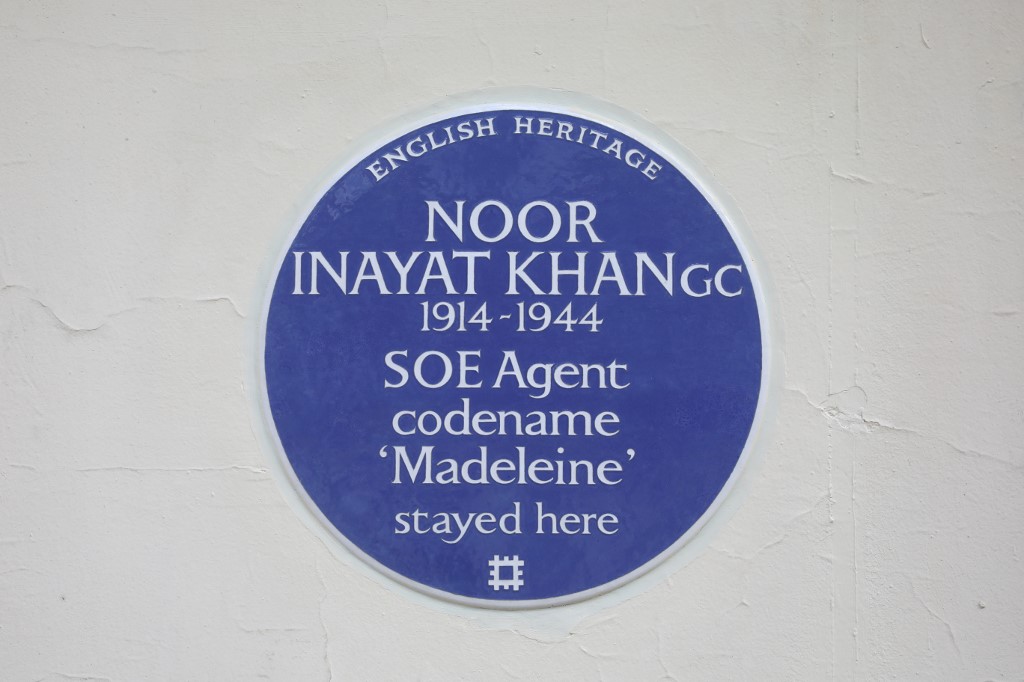 ENGLISH HERITAGE
NOOR
INAYAT KHAN GC
1914-1944
SOE Agent
codename
‘Madeleine’
stayed here